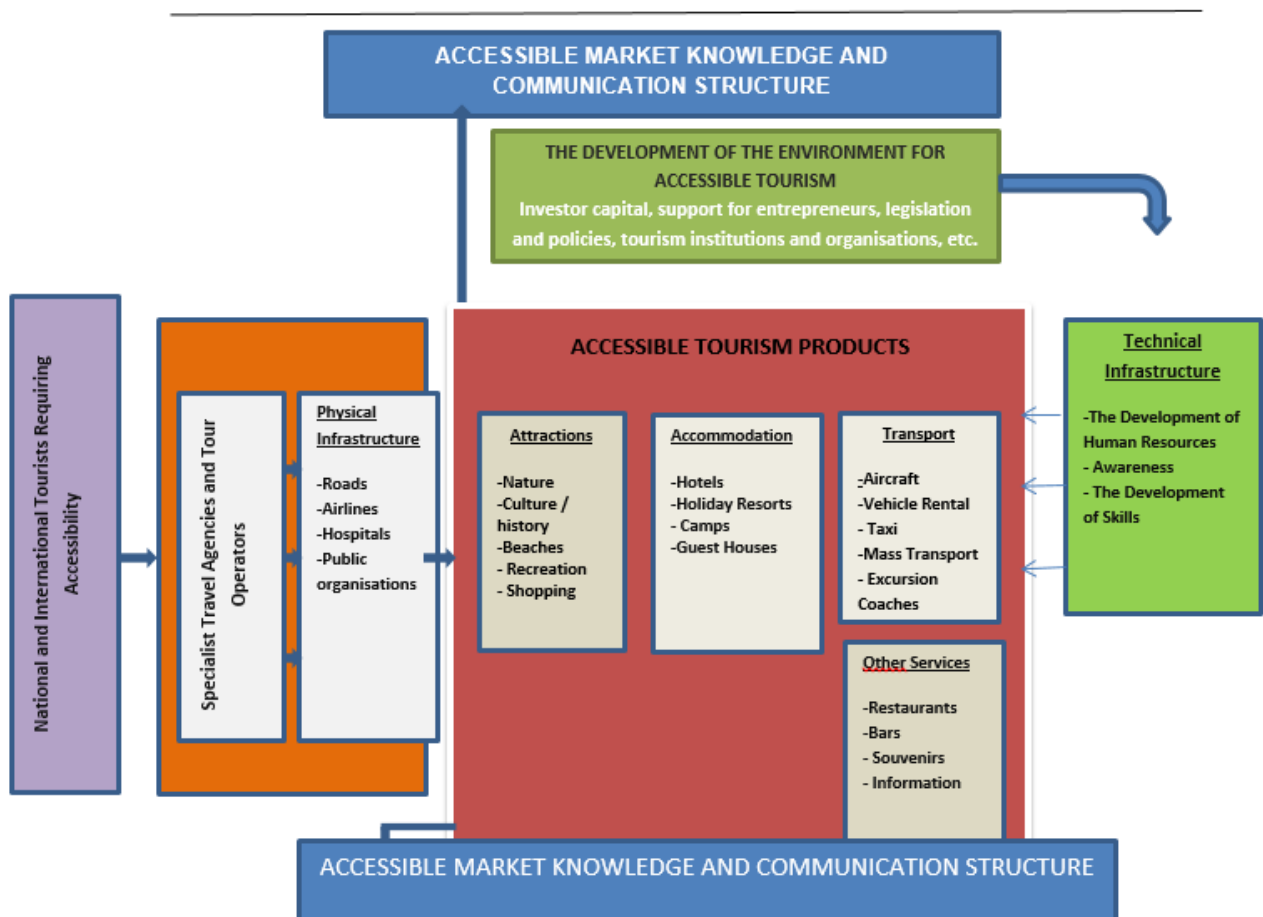 ACCESSIBLE MARKET KNOWLEDGE AND
COMMUNICATION STRUCTURE
THE DEVELOPMENT OF THE ENVIRONMENT FOR
ACCESSIBLE TOURISM
Investor capital, support for entrepreneurs, legislation
and policies, tourism institutions and organisations, etc.
National and International Tourists Requiring
Accessibility
Specialist Travel Agencies and Tour
Operators
Physical
Infrastructure
-Roads
-Airlines
-Hospitals
-Public
organisations
ACCESSIBLE TOURISM PRODUCTS
Attractions
-Nature
-Culture /
history
-Beaches
- Recreation
- Shopping
Accommodation
-Hotels
-Holiday Resorts
- Camps
-Guest Houses
Transport
-Aircraft
-Vehicle Rental
- Taxi
-Mass Transport
- Excursion
Coaches
Other Services
-Restaurants
-Bars
- Souvenirs
- Information
Technical
Infrastructure
-The Development of
Human Resources
- Awareness
- The Development
of Skills
ACCESSIBLE MARKET KNOWLEDGE AND COMMUNICATION STRUCTURE